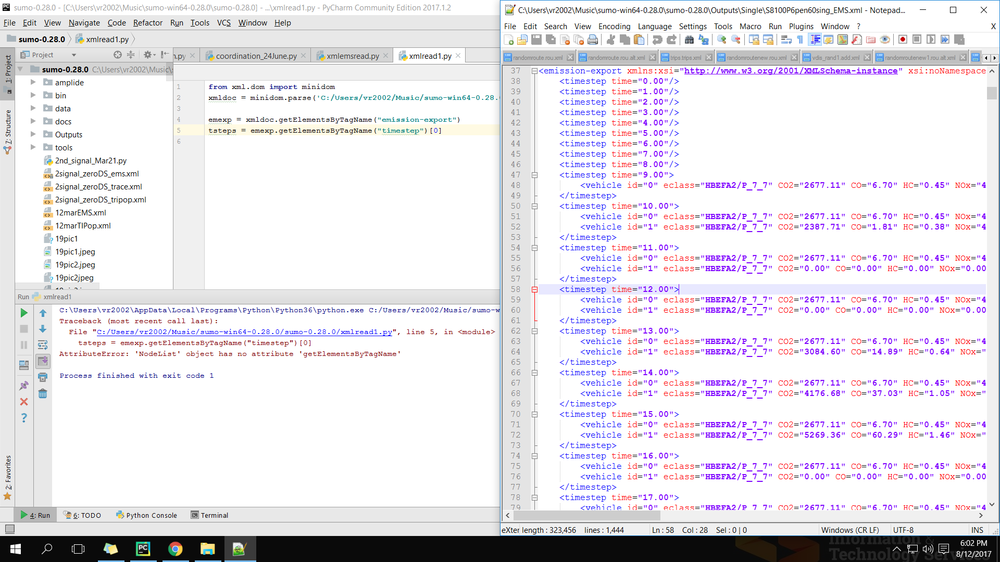 sumo-0.28.0 - [C:\Users\vr2002\Music\sumo-win64-0.28.0\sumo-0.28.0] - ...\xmlread1.py - PyCharm Community Edition 2017.1.2
File Edit View Navigate Code Refactor Run Tools VCS Window Help
sumo-0.28.0 xmlread1.py
Project
n.py coordination_24June.py xmlemsread.py xmlread1.py
1: Project
7: Structure
2: Favorites
sumo-0.28.0 C:\Users\vr2002\Music\s
amplide
bin
data
docs
Outputs
tools
2nd_signal_Mar21.py
2signal_zeroDS_ems.xml
2signal_zeroDS_trace.xml
2signal_zeroDS_tripop.xml
12marEMS.xml
12marTIPop.xml
19pic1
19pic1.jpeg
19pic2.jpeg
19pic2jpeg
1 from xml.dom import minidom
2 xmldoc = minidom.parse('C:/Users/vr2002/Music/sumo-win64-0.28.0
3
4 emexp = xmldoc.getElementsByTagName("emission-export")
5 tsteps = emexp.getElementsByTagName("timestep")[0]
6
Run xmlread1
C:\Users\vr2002\AppData\Local\Programs\Python\Python36\python.exe C:/Users/vr2002/Music/sumo-w
Traceback (most recent call last):
File "C:/Users/vr2002/Music/sumo-win64-0.28.0/sumo-0.28.0/xmlread1.py", line 5, in <module>
tsteps = emexp.getElementsByTagName("timestep")[0]
AttributeError: 'NodeList' object has no attribute 'getElementsByTagName'
Process finished with exit code 1
4: Run 6: TODO Python Console Terminal
C:\Users\vr2002\Music\sumo-win64-0.28.0\sumo-0.28.0\Outputs\Single\S8100P6pen60sing_EMS.xml - Notepad...
File Edit Search View Encoding Language Settings Tools Macro Run Plugins Window ? X
randomroute.rou.xml randomroute.rou.alt.xml trips.trips.xml randomroutenew.rou.xml vdis_rand1.add.xml randomroutenew1.rou.alt.xml
37 <emission-export xmlns:xsi="http://www.w3.org/2001/XMLSchema-instance" xsi:noNamespace
38 <timestep time="0.00"/>
39 <timestep time="1.00"/>
40 <timestep time="2.00"/>
41 <timestep time="3.00"/>
42 <timestep time="4.00"/>
43 <timestep time="5.00"/>
44 <timestep time="6.00"/>
45 <timestep time="7.00"/>
46 <timestep time="8.00"/>
47 <timestep time="9.00">
48 <vehicle id="0" eclass="HBEFA2/P_7_7" CO2="2677.11" CO="6.70" HC="0.45" NOx="4
49 </timestep>
50 <timestep time="10.00">
51 <vehicle id="0" eclass="HBEFA2/P_7_7" CO2="2677.11" CO="6.70" HC="0.45" NOx="4
52 <vehicle id="1" eclass="HBEFA2/P_7_7" CO2="2387.71" CO="1.81" HC="0.38" NOx="4
53 </timestep>
54 <timestep time="11.00">
55 <vehicle id="0" eclass="HBEFA2/P_7_7" CO2="2677.11" CO="6.70" HC="0.45" NOx="4
56 <vehicle id="1" eclass="HBEFA2/P_7_7" CO2="0.00" CO="0.00" HC="0.00" NOx="0.00
57 </timestep>
58 <timestep time="12.00">
59 <vehicle id="0" eclass="HBEFA2/P_7_7" CO2="2677.11" CO="6.70" HC="0.45" NOx="4
60 <vehicle id="1" eclass="HBEFA2/P_7_7" CO2="0.00" CO="0.00" HC="0.00" NOx="0.00
61 </timestep>
62 <timestep time="13.00">
63 <vehicle id="0" eclass="HBEFA2/P_7_7" CO2="2677.11" CO="6.70" HC="0.45" NOx="4
64 <vehicle id="1" eclass="HBEFA2/P_7_7" CO2="3084.60" CO="14.89" HC="0.64" NOx="
65 </timestep>
66 <timestep time="14.00">
67 <vehicle id="0" eclass="HBEFA2/P_7_7" CO2="2677.11" CO="6.70" HC="0.45" NOx="4
68 <vehicle id="1" eclass="HBEFA2/P_7_7" CO2="4176.68" CO="37.03" HC="1.05" NOx="
69 </timestep>
70 <timestep time="15.00">
71 <vehicle id="0" eclass="HBEFA2/P_7_7" CO2="2677.11" CO="6.70" HC="0.45" NOx="4
72 <vehicle id="1" eclass="HBEFA2/P_7_7" CO2="5269.36" CO="60.29" HC="1.46" NOx="
73 </timestep>
74 <timestep time="16.00">
75 <vehicle id="0" eclass="HBEFA2/P_7_7" CO2="2677.11" CO="6.70" HC="0.45" NOx="4
76 <vehicle id="1" eclass="HBEFA2/P_7_7" CO2="0.00" CO="0.00" HC="0.00" NOx="0.00
77 </timestep>
78 <timestep time="17.00">
79 <vehicle id="0" eclass="HBEFA2/P_7_7" CO2="2677.11" CO="6.70" HC="0.45" NOx="4
eXter length : 323,456 lines : 1,444 Ln : 58 Col : 28 Sel : 0 | 0 Windows (CR LF) UTF-8 INS
Information &
Technology Services
6:02 PM
8/12/2017